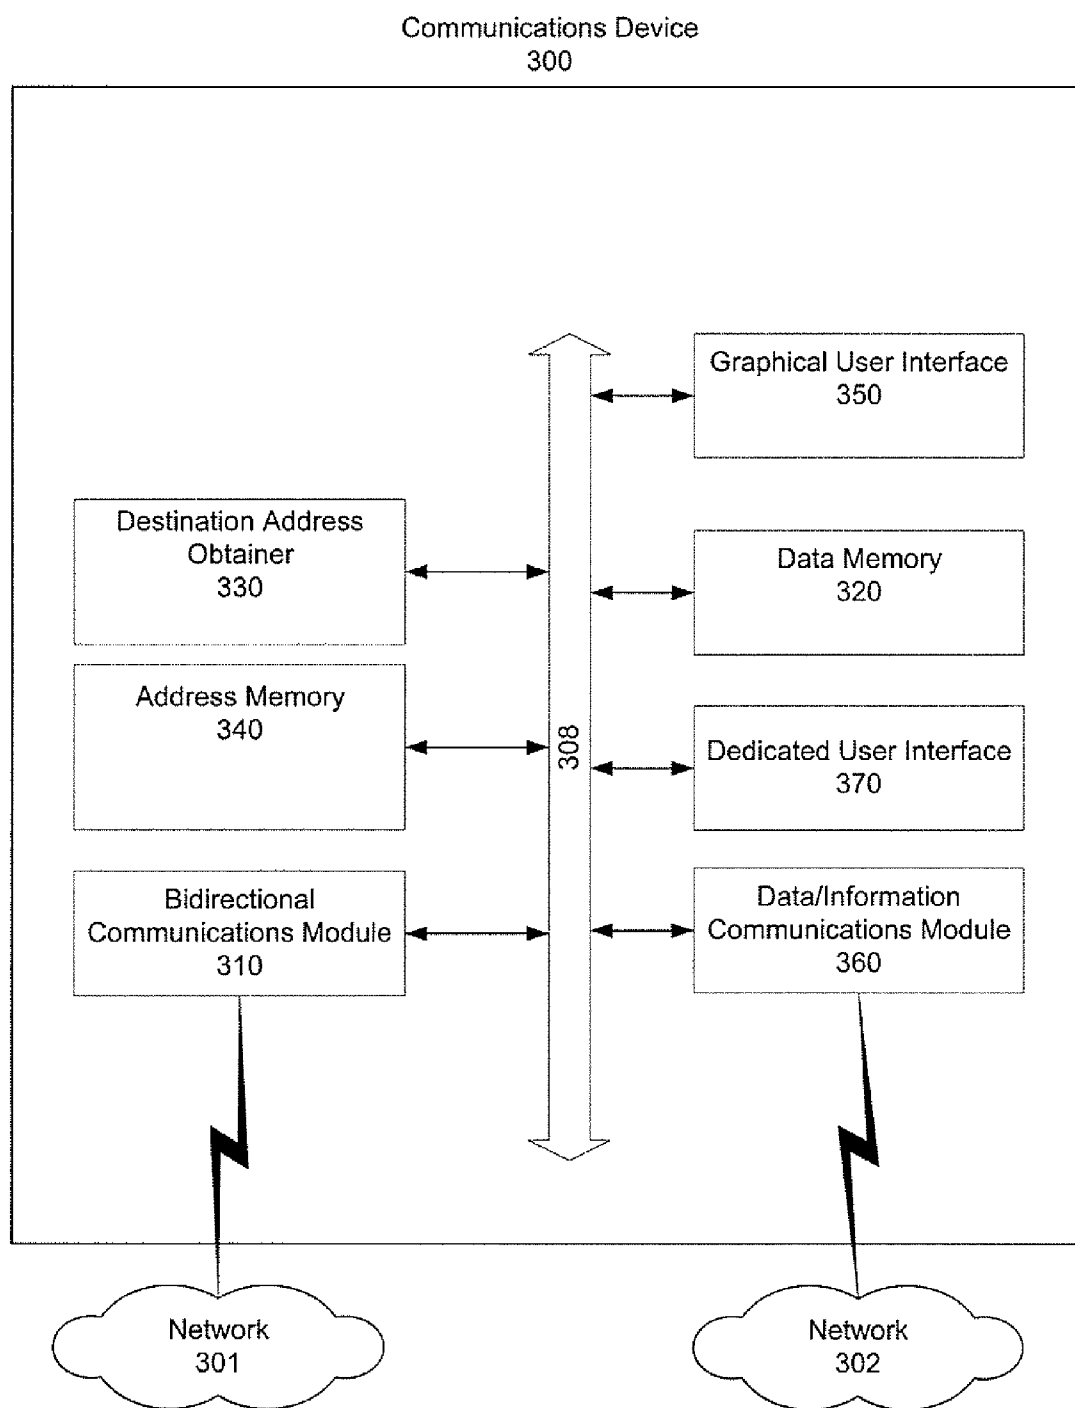 Communications Device
300
Graphical User Interface
350
Destination Address
Obtainer
330
Data Memory
320
Address Memory
340
308
Dedicated User Interface
370
Bidirectional
Communications Module
310
Data/Information
Communications Module
360
Network
301
Network
302